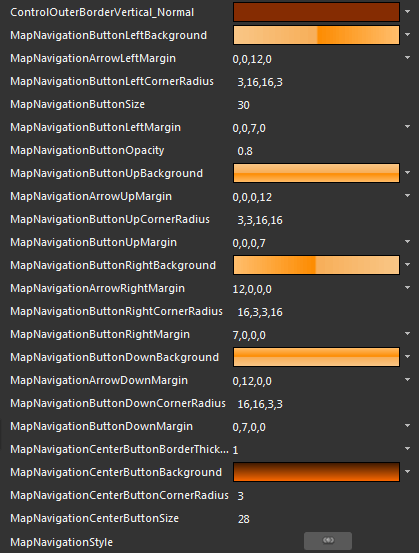 ControlOuterBorderVertical_Normal
MapNavigationButtonLeftBackground
MapNavigationArrowLeftMargin 0,0,12,0
MapNavigationButtonLeftCornerRadius 3,16,16,3
MapNavigationButtonSize 30
MapNavigationButtonLeftMargin 0,0,7,0
MapNavigationButtonOpacity 0.8
MapNavigationButtonUpBackground
MapNavigationArrowUpMargin 0,0,0,12
MapNavigationButtonUpCornerRadius 3,3,16,16
MapNavigationButtonUpMargin 0,0,0,7
MapNavigationButtonRightBackground
MapNavigationArrowRightMargin 12,0,0,0
MapNavigationButtonRightCornerRadius 16,3,3,16
MapNavigationButtonRightMargin 7,0,0,0
MapNavigationButtonDownBackground
MapNavigationArrowDownMargin 0,12,0,0
MapNavigationButtonDownCornerRadius 16,16,3,3
MapNavigationButtonDownMargin 0,7,0,0
MapNavigationCenterButtonBorderThick... 1
MapNavigationCenterButtonBackground
MapNavigationCenterButtonCornerRadius 3
MapNavigationCenterButtonSize 28
MapNavigationStyle